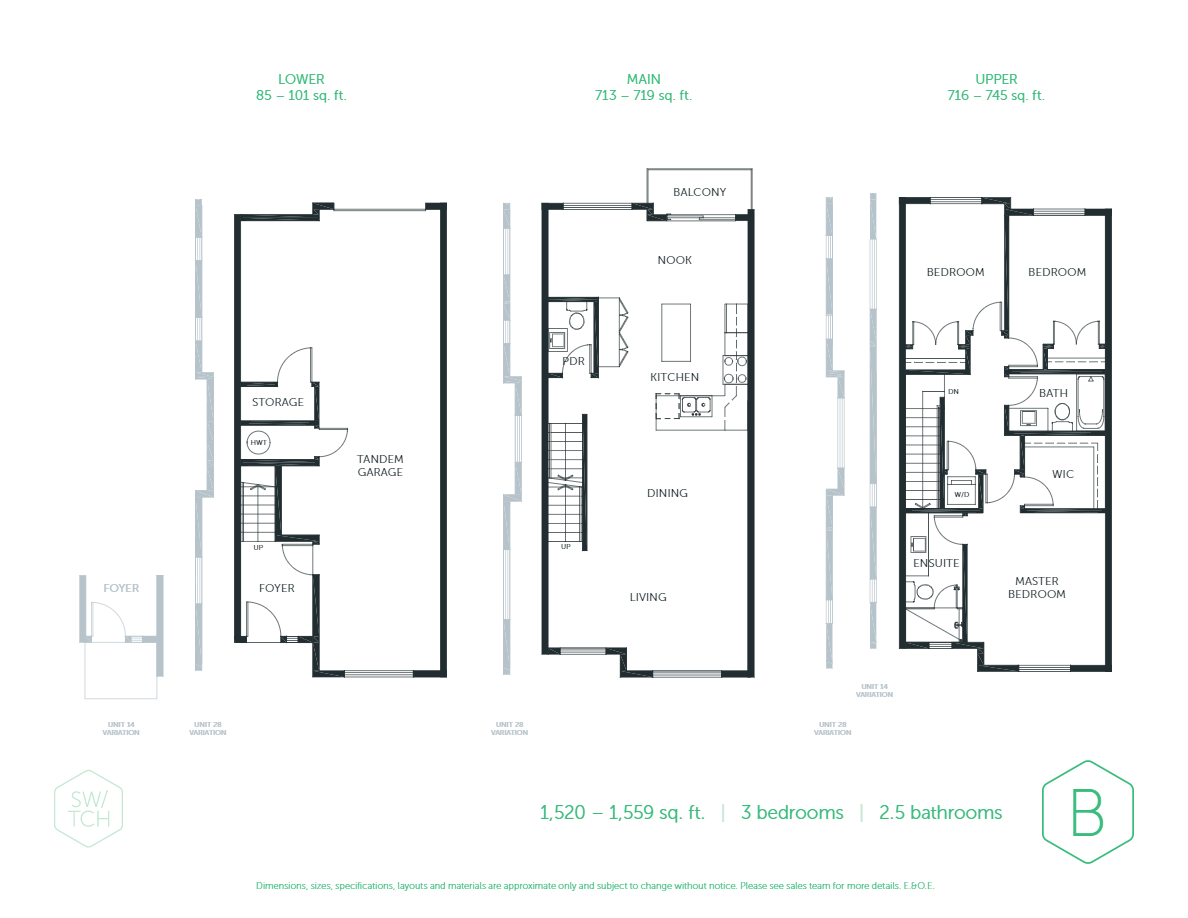 LOWER
85 – 101 sq. ft.
MAIN
713 – 719 sq. ft.
UPPER
716 – 745 sq. ft.
STORAGE
HWT
TANDEM
GARAGE
UP
FOYER
FOYER
UNIT 14
VARIATION
UNIT 28
VARIATION
BALCONY
NOOK
PDR
KITCHEN
DINING
UP
LIVING
UNIT 28
VARIATION
BEDROOM
BEDROOM
DN
BATH
WIC
W/D
ENSUITE
MASTER
BEDROOM
UNIT 14
VARIATION
UNIT 28
VARIATION
SW/
TCH
1,520 – 1,559 sq. ft. | 3 bedrooms | 2.5 bathrooms
B
Dimensions, sizes, specifications, layouts and materials are approximate only and subject to change without notice. Please see sales team for more details. E.&O.E.